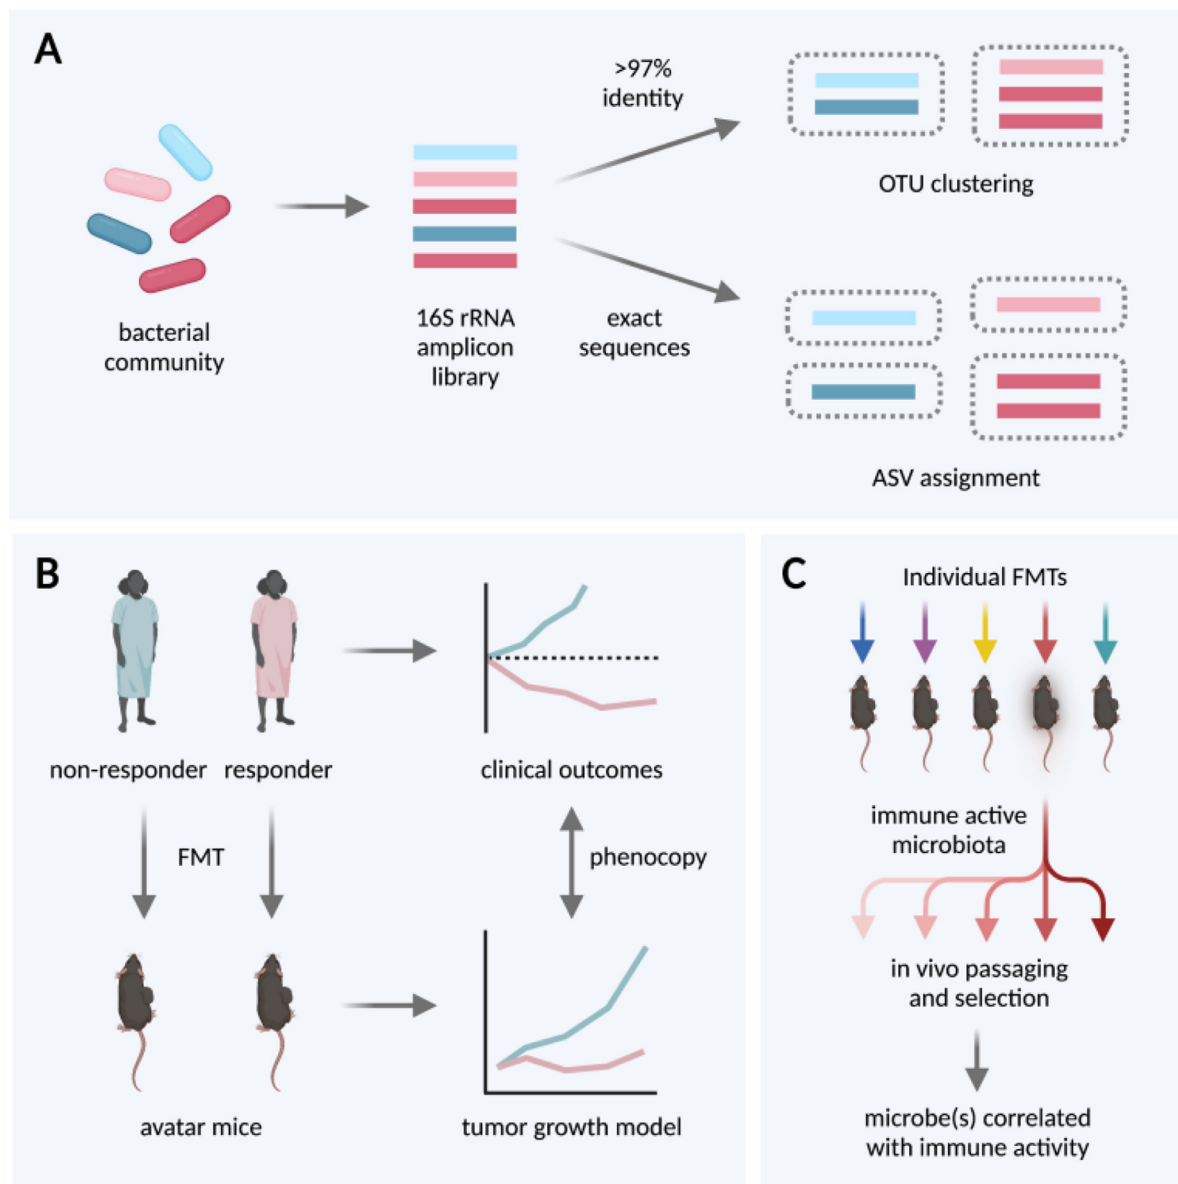 A
>97%
identity
OTU clustering
bacterial
community
16S rRNA
amplicon
library
exact
sequences
ASV assignment
B
non-responder
responder
clinical outcomes
FMT
phenocopy
avatar mice
tumor growth model
C
Individual FMTs
immune active
microbiota
in vivo passaging
and selection
microbe(s) correlated
with immune activity